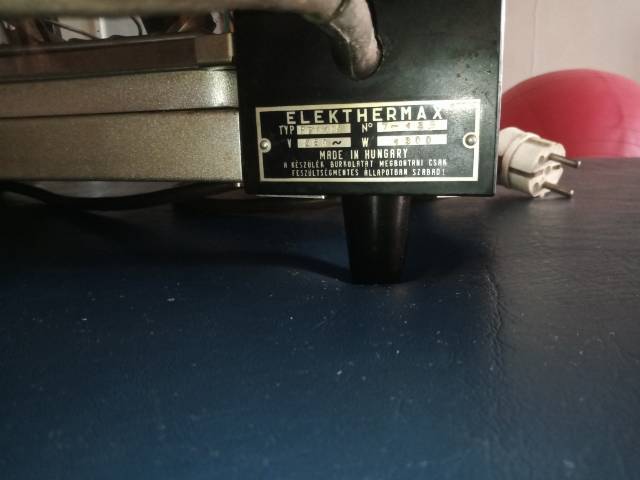 ELEKTHERMAX
TYP Nº
V ~ W
MADE IN HUNGARY
A KÉSZÜLÉK BURKOLATÁT MEGBONTANI CSAK
FESZÜLTSÉGMENTES ÁLLAPOTBAN SZABAD!